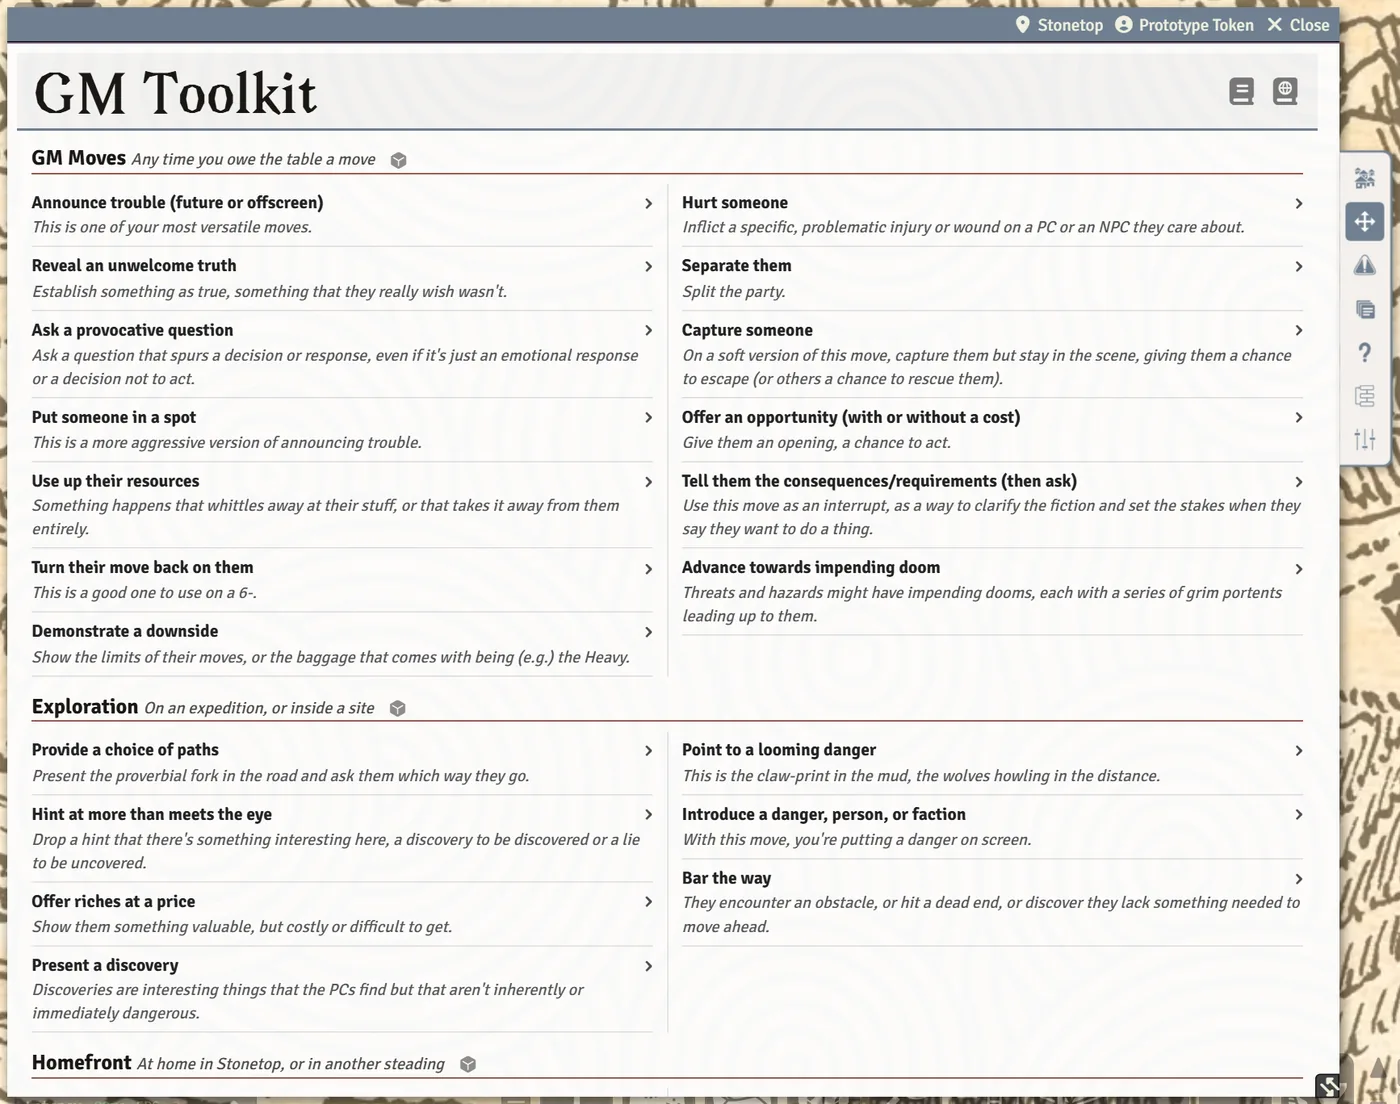 Stonetop Prototype Token Close
GM Toolkit
GM Moves Any time you owe the table a move
Announce trouble (future or offscreen)
This is one of your most versatile moves.
Reveal an unwelcome truth
Establish something as true, something that they really wish wasn't.
Ask a provocative question
Ask a question that spurs a decision or response, even if it's just an emotional response
or a decision not to act.
Put someone in a spot
This is a more aggressive version of announcing trouble.
Use up their resources
Something happens that whittles away at their stuff, or that takes it away from them
entirely.
Turn their move back on them
This is a good one to use on a 6-.
Demonstrate a downside
Show the limits of their moves, or the baggage that comes with being (e.g.) the Heavy.
Hurt someone
Inflict a specific, problematic injury or wound on a PC or an NPC they care about.
Separate them
Split the party.
Capture someone
On a soft version of this move, capture them but stay in the scene, giving them a chance
to escape (or others a chance to rescue them).
Offer an opportunity (with or without a cost)
Give them an opening, a chance to act.
Tell them the consequences/requirements (then ask)
Use this move as an interrupt, as a way to clarify the fiction and set the stakes when they
say they want to do a thing.
Advance towards impending doom
Threats and hazards might have impending dooms, each with a series of grim portents
leading up to them.
Exploration On an expedition, or inside a site
Provide a choice of paths
Present the proverbial fork in the road and ask them which way they go.
Hint at more than meets the eye
Drop a hint that there's something interesting here, a discovery to be discovered or a lie
to be uncovered.
Offer riches at a price
Show them something valuable, but costly or difficult to get.
Present a discovery
Discoveries are interesting things that the PCs find but that aren't inherently or
immediately dangerous.
Point to a looming danger
This is the claw-print in the mud, the wolves howling in the distance.
Introduce a danger, person, or faction
With this move, you're putting a danger on screen.
Bar the way
They encounter an obstacle, or hit a dead end, or discover they lack something needed to
move ahead.
Homefront At home in Stonetop, or in another steading